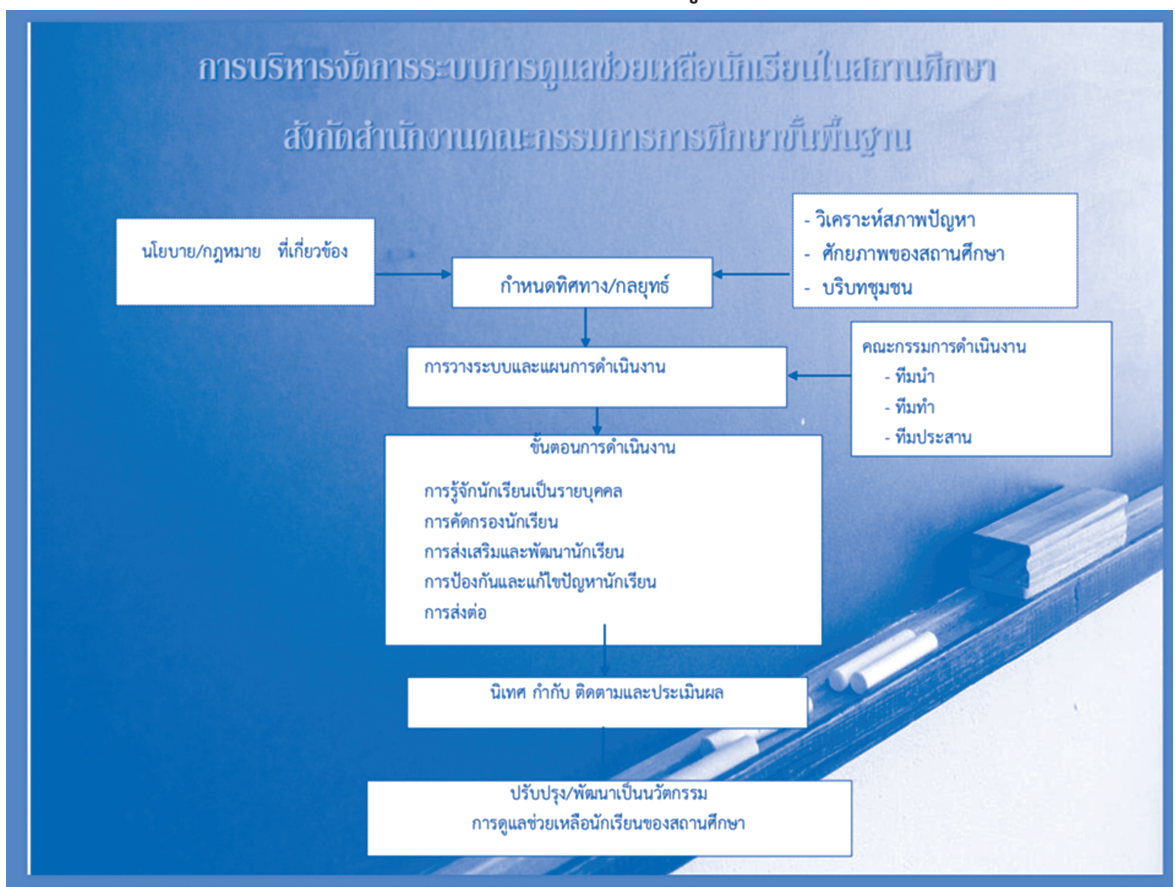 การบริหารจัดการระบบการดูแลช่วยเหลือนักเรียนในสถานศึกษา
สังกัดสำนักงานคณะกรรมการการศึกษาขั้นพื้นฐาน
นโยบาย/กฎหมาย ที่เกี่ยวข้อง
- วิเคราะห์สภาพปัญหา
- ศักยภาพของสถานศึกษา
- บริบทชุมชน
กำหนดทิศทาง/กลยุทธ์
การวางระบบและแผนการดำเนินงาน
คณะกรรมการดำเนินงาน
- ทีมนำ
- ทีมทำ
- ทีมประสาน
ขั้นตอนการดำเนินงาน
การรู้จักนักเรียนเป็นรายบุคคล
การคัดกรองนักเรียน
การส่งเสริมและพัฒนานักเรียน
การป้องกันและแก้ไขปัญหานักเรียน
การส่งต่อ
นิเทศ กำกับ ติดตามและประเมินผล
ปรับปรุง/พัฒนาเป็นนวัตกรรม
การดูแลช่วยเหลือนักเรียนของสถานศึกษา